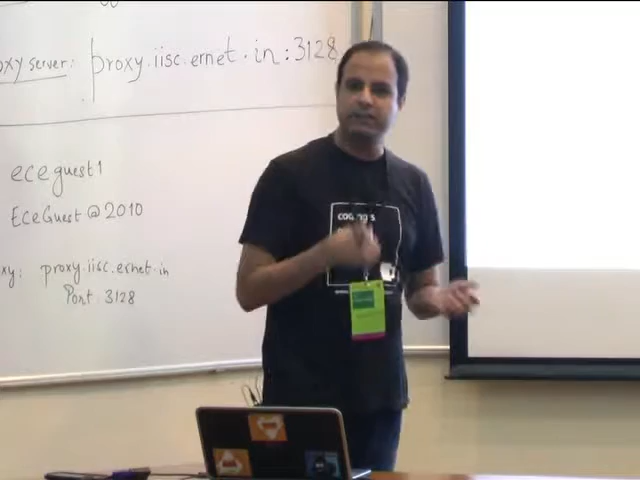 oxy server: proxy.iisc.ernet.in:3128
eceguest1
EceGuest@2010
xy: proxy.iisc.ernet.in
Port: 3128